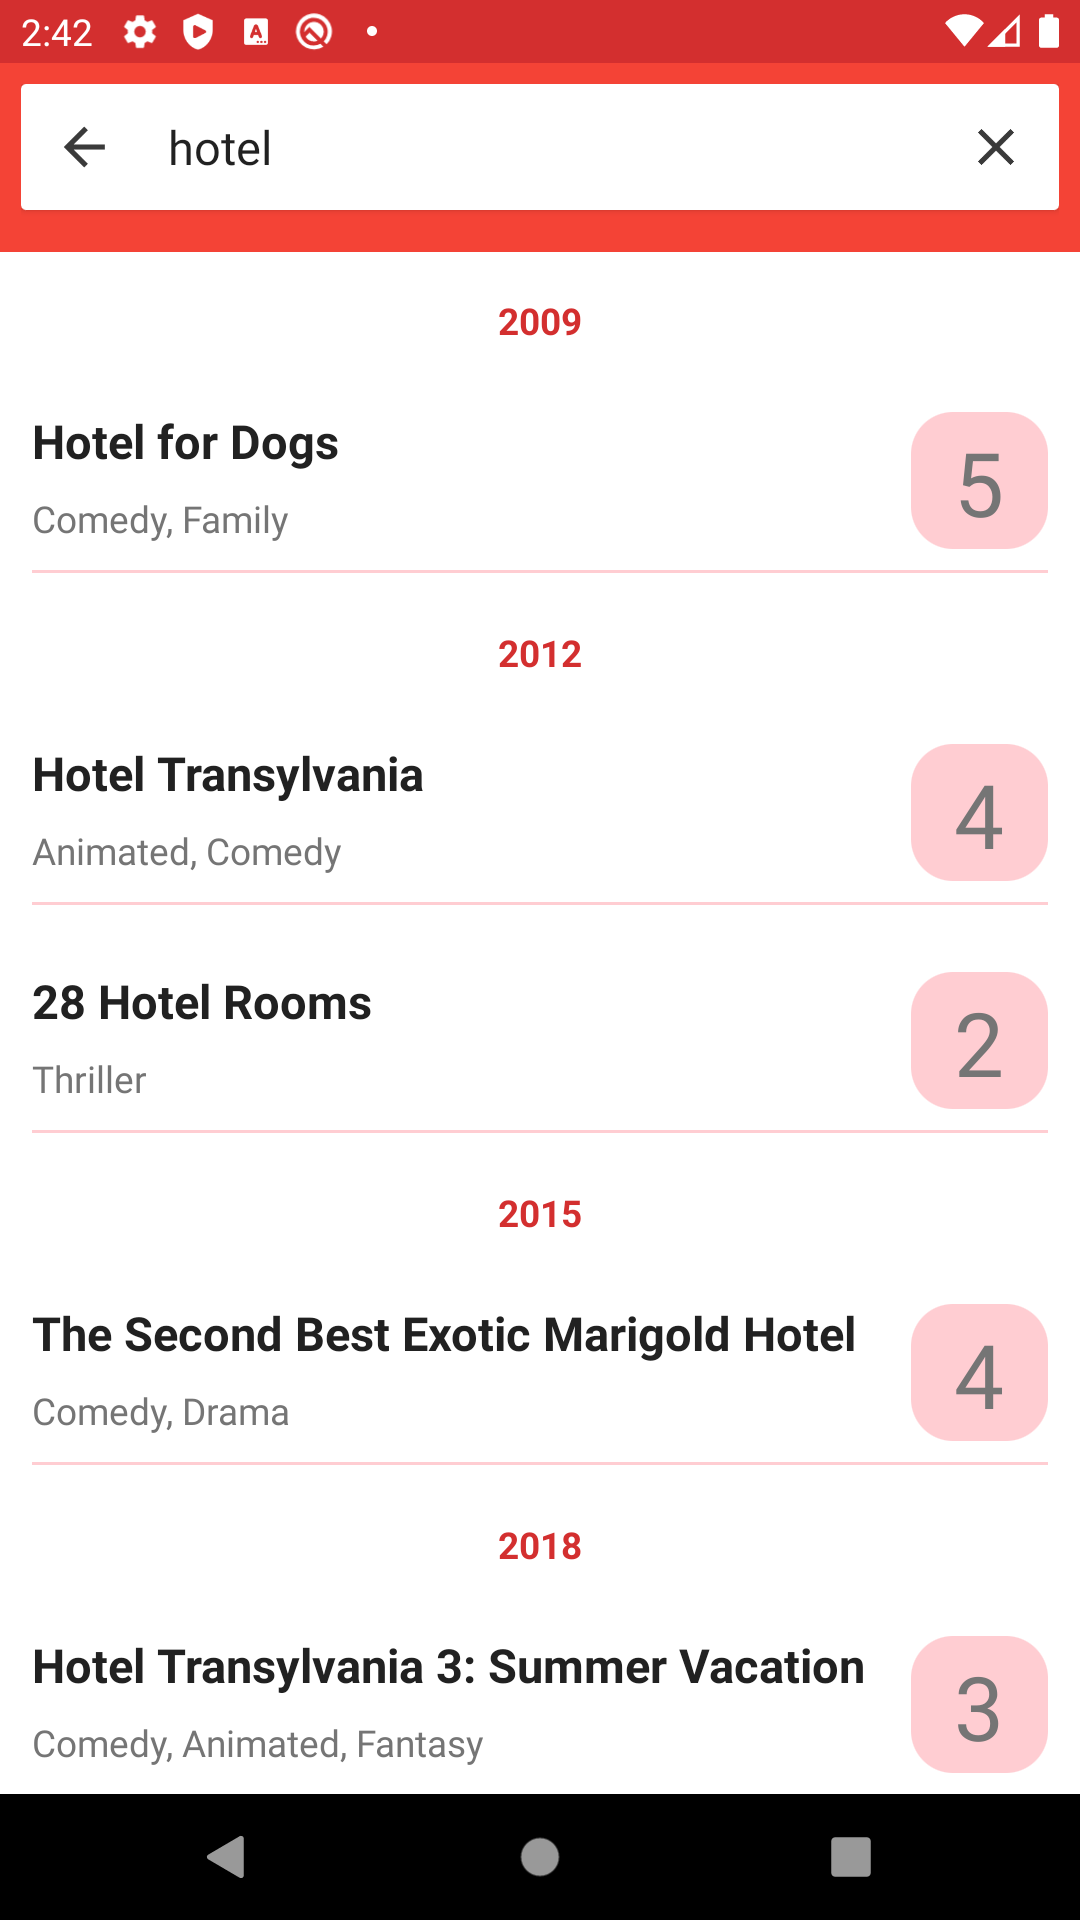 2:42
hotel
2009
Hotel for Dogs
5
Comedy, Family
2012
Hotel Transylvania
4
Animated, Comedy
28 Hotel Rooms
2
Thriller
2015
The Second Best Exotic Marigold Hotel
4
Comedy, Drama
2018
Hotel Transylvania 3: Summer Vacation
3
Comedy, Animated, Fantasy